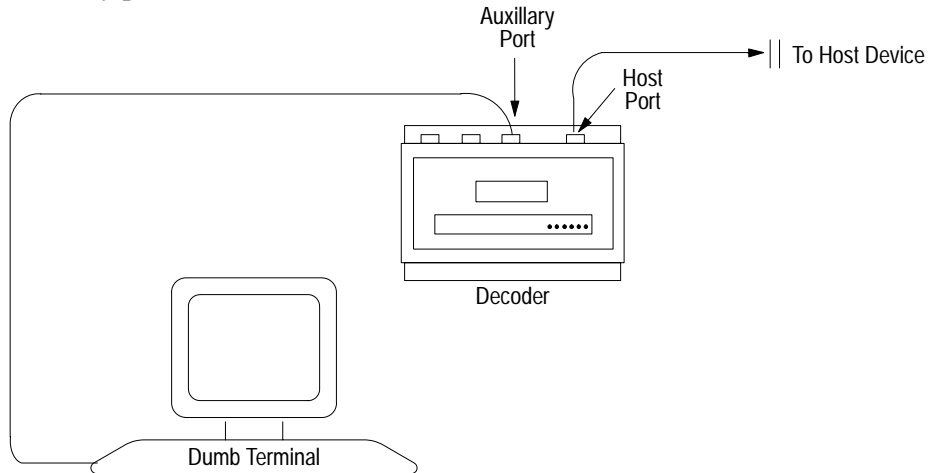 Auxillary
Port
To Host Device
Host
Port
Decoder
Dumb Terminal